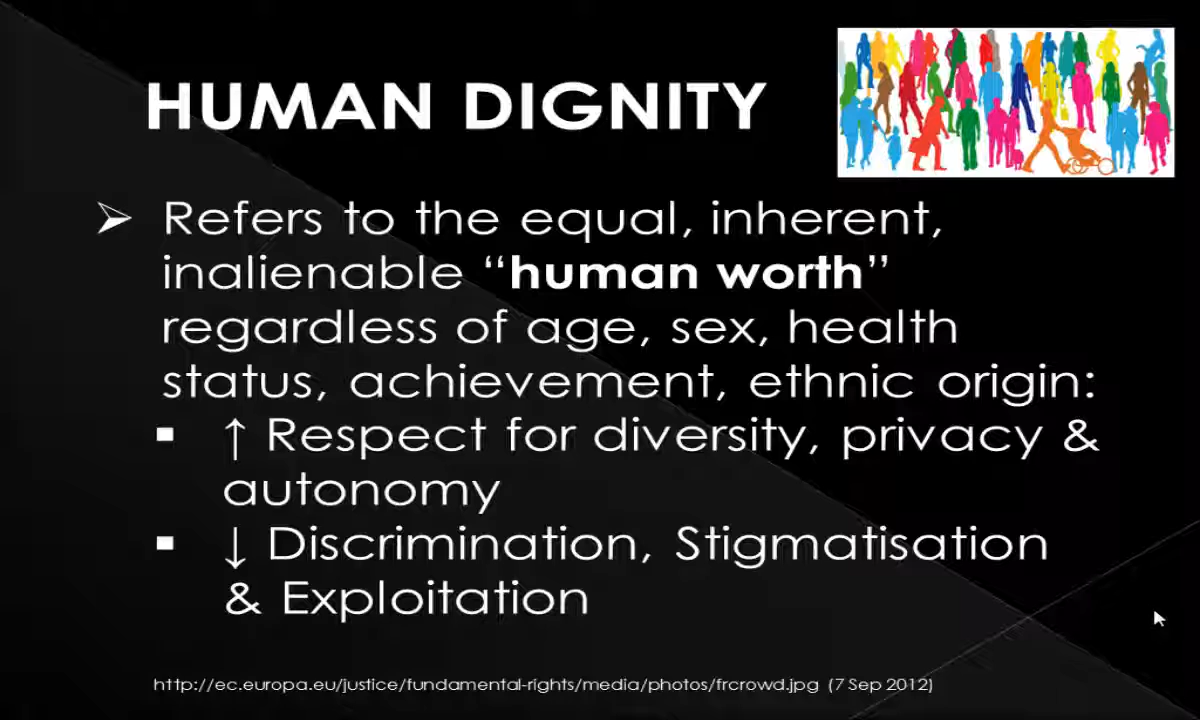 HUMAN DIGNITY
➢ Refers to the equal, inherent,
inalienable “human worth”
regardless of age, sex, health
status, achievement, ethnic origin:
▪ ↑ Respect for diversity, privacy &
autonomy
▪ ↓ Discrimination, Stigmatisation
& Exploitation
http://ec.europa.eu/justice/fundamental-rights/media/photos/frcrowd.jpg (7 Sep 2012)